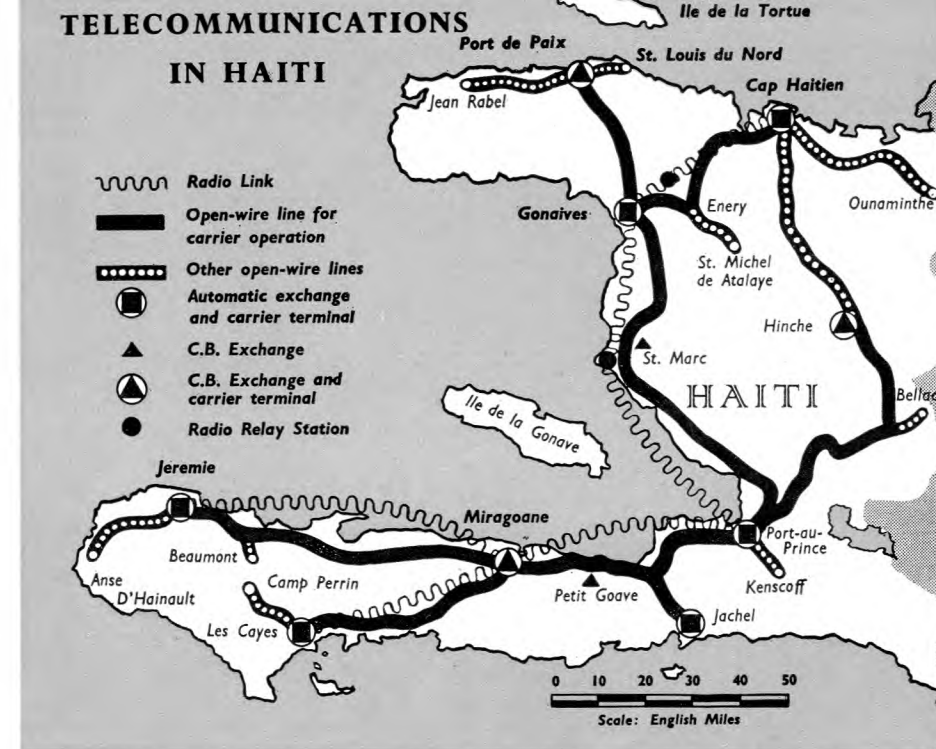 TELECOMMUNICATIONS
IN HAITI
Ile de la Tortue
Port de Paix
St. Louis du Nord
Cap Haitien
Jean Rabel
Radio Link
Open-wire line for
carrier operation
Other open-wire lines
Automatic exchange
and carrier terminal
C.B. Exchange
C.B. Exchange and
carrier terminal
Radio Relay Station
Gonaives
Enery
Ounaminthe
St. Michel
de Atalaye
Hinche
St. Marc
HAITI
Ile de la Gonave
Jeremie
Miragoane
Port-au-
Prince
Beaumont
Camp Perrin
Anse
D'Hainault
Petit Goave
Kenscoff
Les Cayes
Jachel
0 10 20 30 40 50
Scale: English Miles